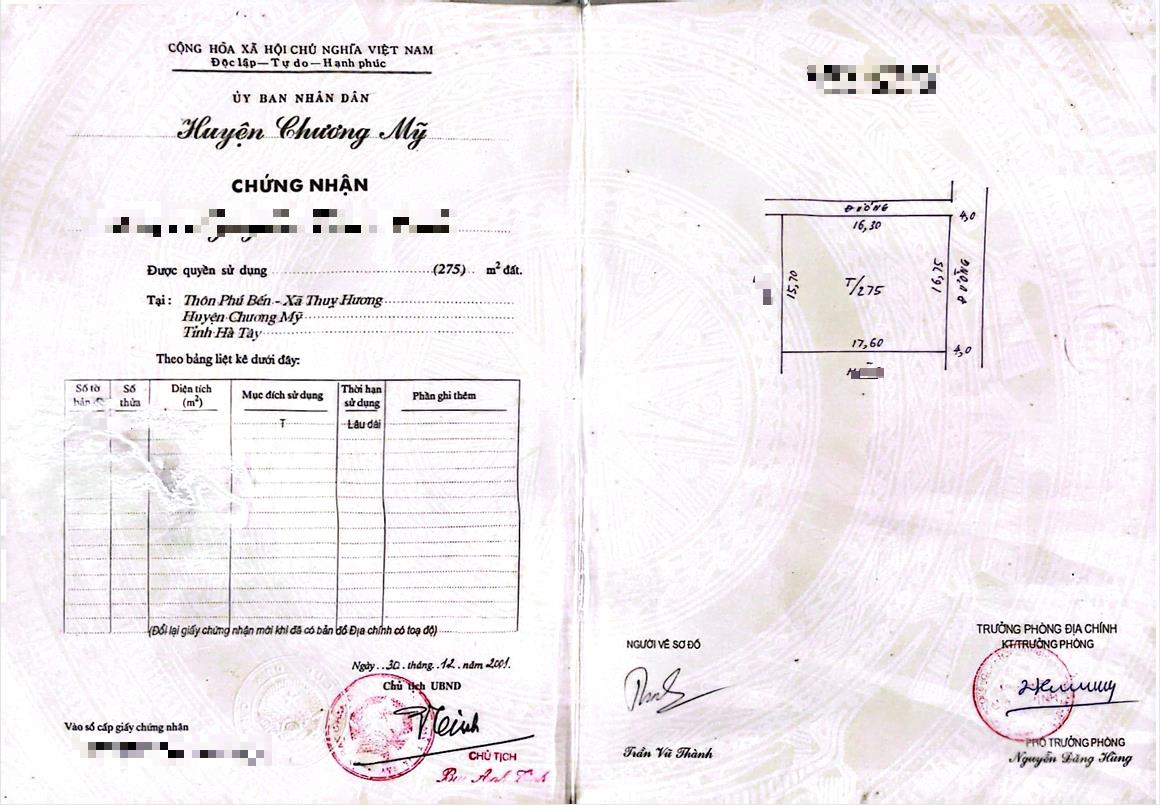 CỘNG HÒA XÃ HỘI CHỦ NGHĨA VIỆT NAM
Độc lập—Tự do—Hạnh phúc
ỦY BAN NHÂN DÂN
Huyện Chương Mỹ
CHỨNG NHẬN
Được quyền sử dụng (275) m² đất.
Tại: Thôn Phú Bến - Xã Thuỵ Hương
Huyện Chương Mỹ
Tỉnh Hà Tây
Theo bảng liệt kê dưới đây:
Số tờ bản đồ
Số thửa
Diện tích (m²)
Mục đích sử dụng
Thời hạn sử dụng
Phần ghi thêm
T
Lâu dài
(Đổi lại giấy chứng nhận mới khi đã có bản đồ Địa chính có toạ độ)
Ngày 30 tháng 12 năm 2001.
Chủ tịch UBND
CHỦ TỊCH
Vào sổ cấp giấy chứng nhận
ĐƯỜNG
4,0
16,30
15,70
T/275
16,75
ĐƯỜNG
17,60
4,0
NGƯỜI VẼ SƠ ĐỒ
Trần Vũ Thành
TRƯỞNG PHÒNG ĐỊA CHÍNH
KT/TRƯỞNG PHÒNG
PHÓ TRƯỞNG PHÒNG
Nguyễn Đăng Hùng